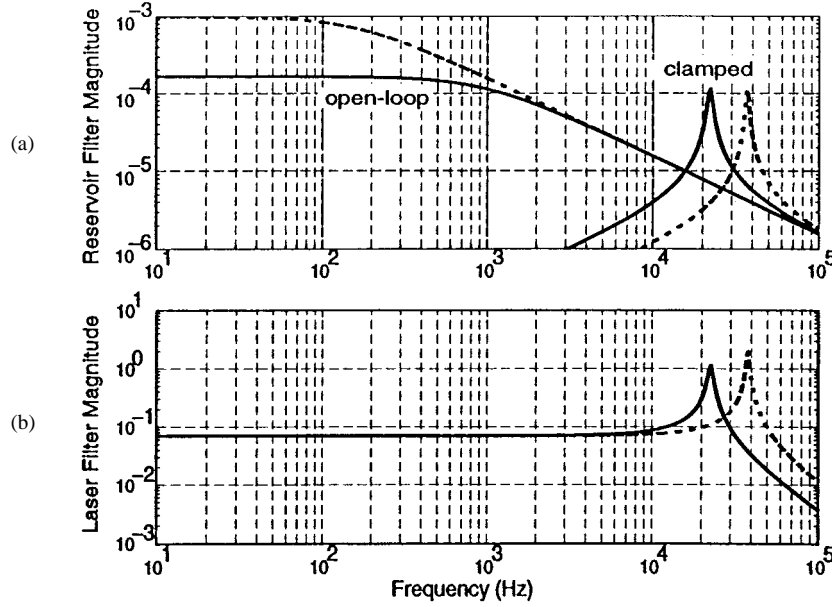 (a)
Reservoir Filter Magnitude
10^-3
10^-4
10^-5
10^-6
open-loop
clamped
10^1
10^2
10^3
10^4
10^5
(b)
Laser Filter Magnitude
10^1
10^0
10^-1
10^-2
10^-3
10^1
10^2
10^3
10^4
10^5
Frequency (Hz)